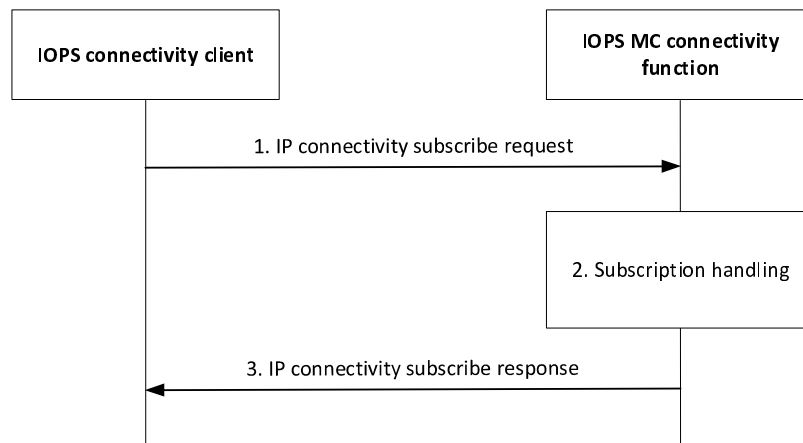 IOPS connectivity client
IOPS MC connectivity
function
1. IP connectivity subscribe request
2. Subscription handling
3. IP connectivity subscribe response